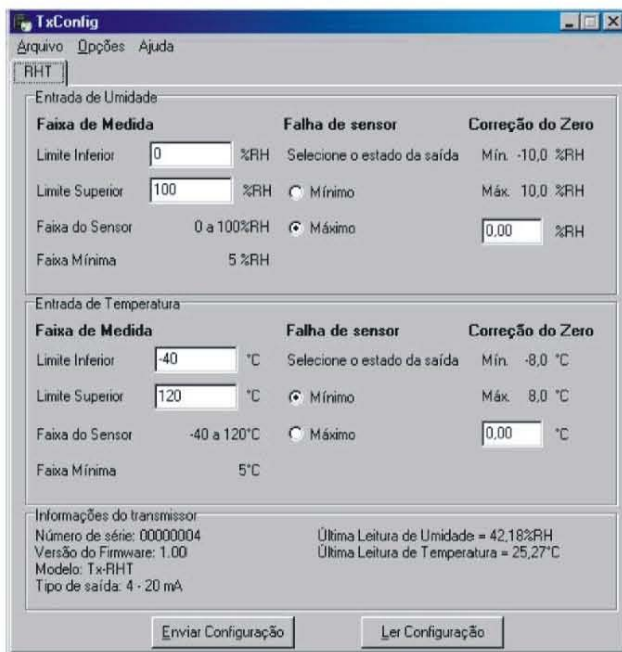 TxConfig
Arquivo Opções Ajuda
RHT
Entrada de Umidade
Faixa de Medida Falha de sensor Correção do Zero
Limite Inferior 0 %RH Selecione o estado da saída Mín. -10,0 %RH
Limite Superior 100 %RH Mínimo Máx. 10,0 %RH
Faixa do Sensor 0 a 100%RH Máximo 0,00 %RH
Faixa Mínima 5 %RH
Entrada de Temperatura
Faixa de Medida Falha de sensor Correção do Zero
Limite Inferior -40 °C Selecione o estado da saída Mín. -8,0 °C
Limite Superior 120 °C Mínimo Máx. 8,0 °C
Faixa do Sensor -40 a 120°C Máximo 0,00 °C
Faixa Mínima 5°C
Informações do transmissor
Número de série: 00000004 Última Leitura de Umidade = 42,18%RH
Versão do Firmware: 1.00 Última Leitura de Temperatura = 25,27°C
Modelo: Tx-RHT
Tipo de saída: 4 - 20 mA
Enviar Configuração Ler Configuração